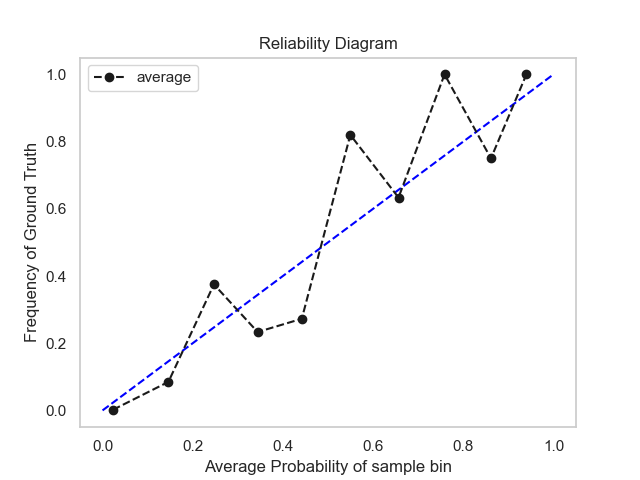 Reliability Diagram
average
Frequency of Ground Truth
1.0
0.8
0.6
0.4
0.2
0.0
0.0 0.2 0.4 0.6 0.8 1.0
Average Probability of sample bin